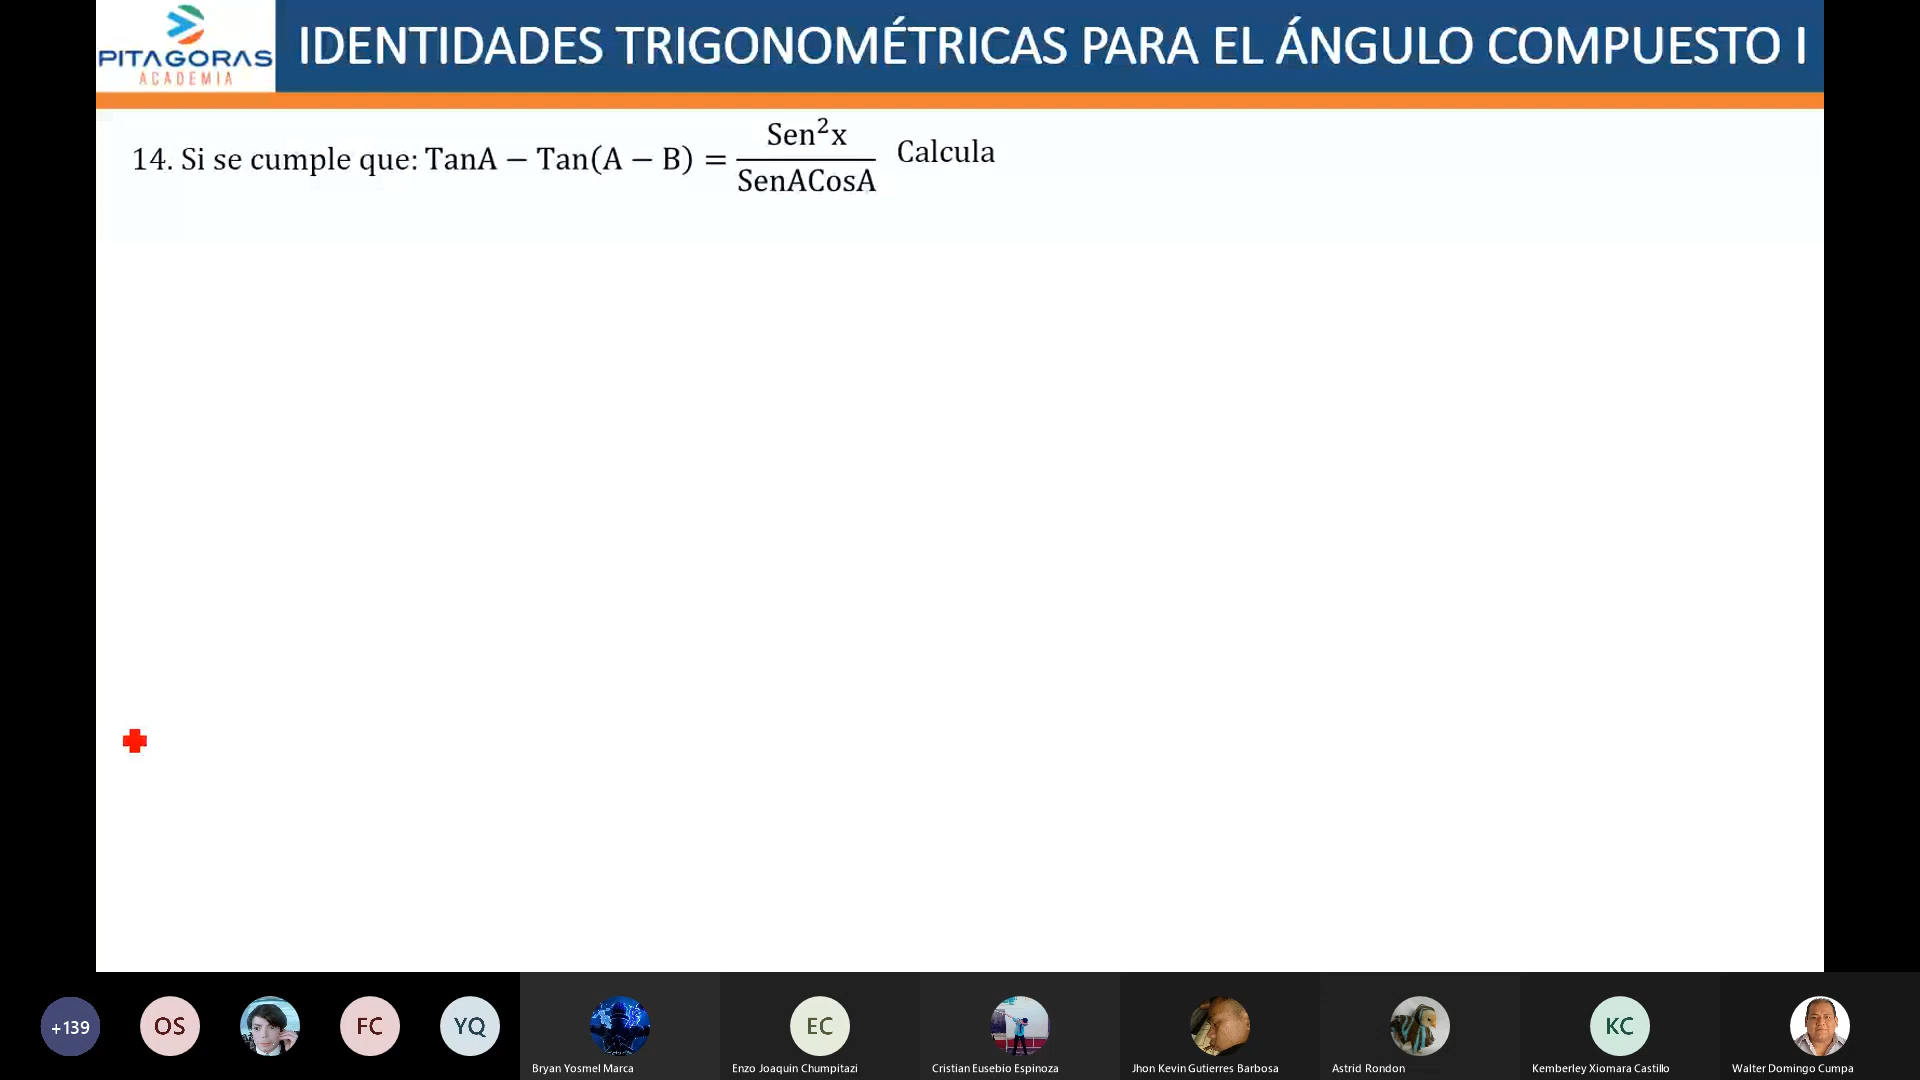 PITAGORAS
ACADEMIA
IDENTIDADES TRIGONOMÉTRICAS PARA EL ÁNGULO COMPUESTO I
14. Si se cumple que: TanA − Tan(A − B) = Sen²x / SenACosA Calcula
+139
OS
FC
YQ
EC
KC
Bryan Yosmel Marca
Enzo Joaquin Chumpitazi
Cristian Eusebio Espinoza
Jhon Kevin Gutierres Barbosa
Astrid Rondon
Kemberley Xiomara Castillo
Walter Domingo Cumpa